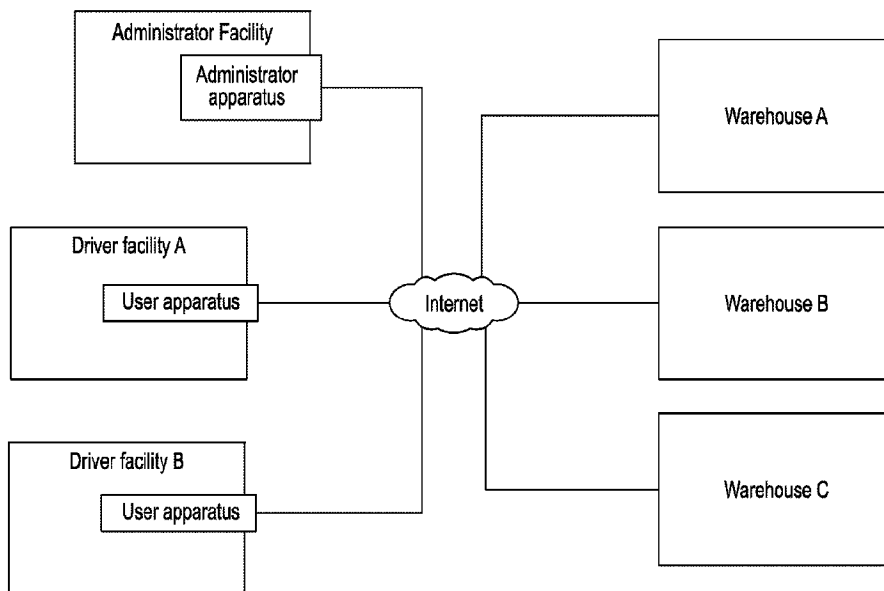 Administrator Facility
Administrator
apparatus
Driver facility A
User apparatus
Driver facility B
User apparatus
Internet
Warehouse A
Warehouse B
Warehouse C